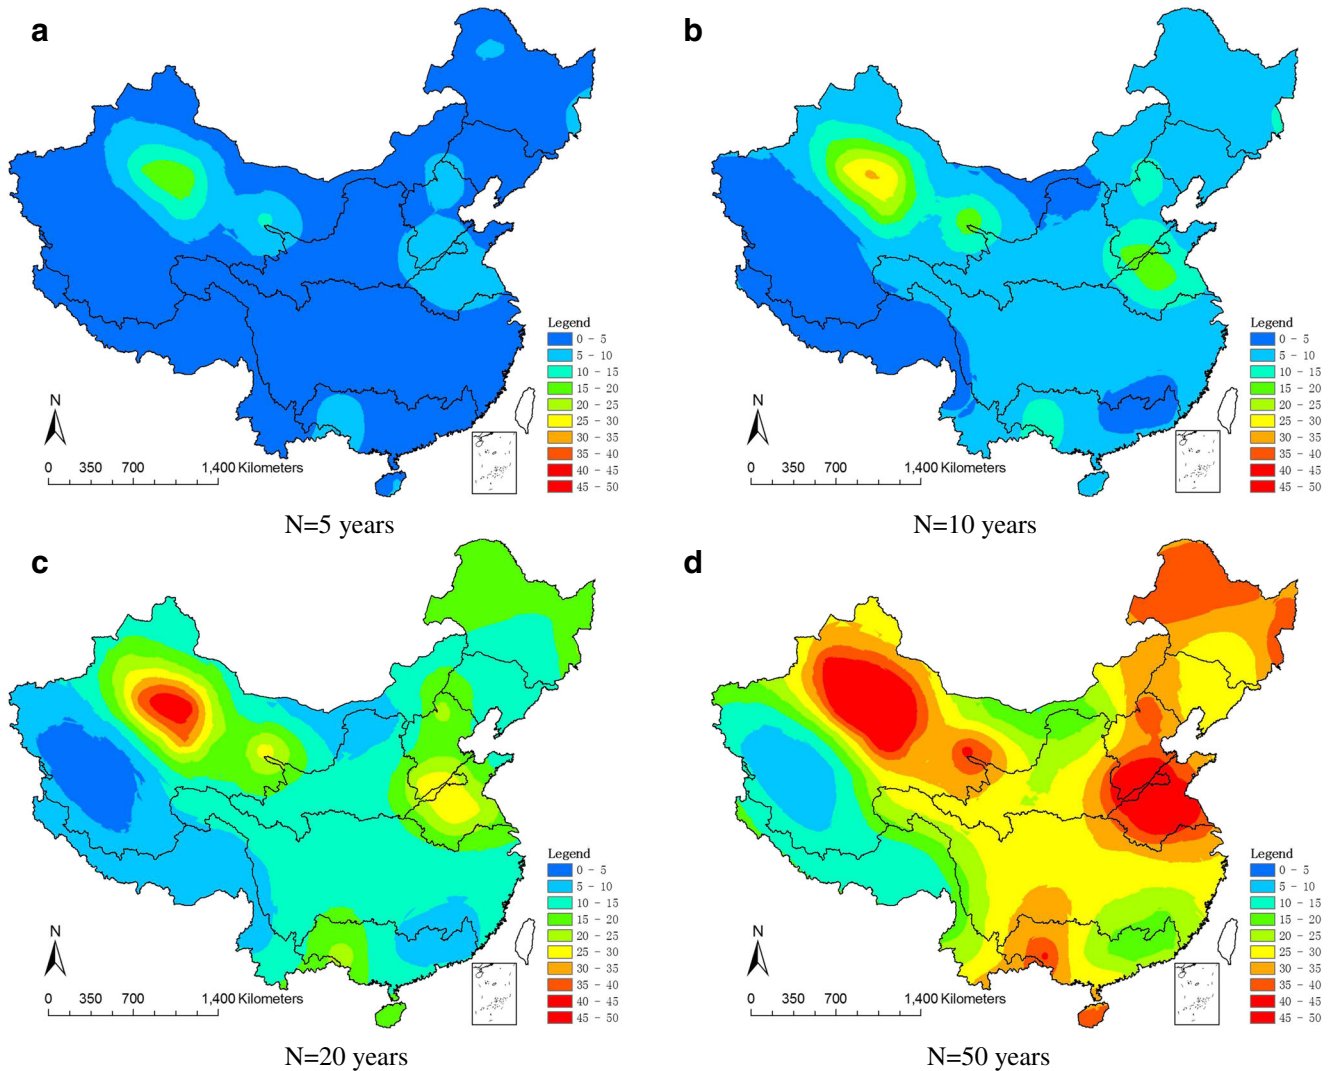 a
b
Legend
0 - 5
5 - 10
10 - 15
15 - 20
20 - 25
25 - 30
30 - 35
35 - 40
40 - 45
45 - 50
N
0 350 700 1,400 Kilometers
Legend
0 - 5
5 - 10
10 - 15
15 - 20
20 - 25
25 - 30
30 - 35
35 - 40
40 - 45
45 - 50
N
0 350 700 1,400 Kilometers
N=5 years
N=10 years
c
d
Legend
0 - 5
5 - 10
10 - 15
15 - 20
20 - 25
25 - 30
30 - 35
35 - 40
40 - 45
45 - 50
N
0 350 700 1,400 Kilometers
Legend
0 - 5
5 - 10
10 - 15
15 - 20
20 - 25
25 - 30
30 - 35
35 - 40
40 - 45
45 - 50
N
0 350 700 1,400 Kilometers
N=20 years
N=50 years